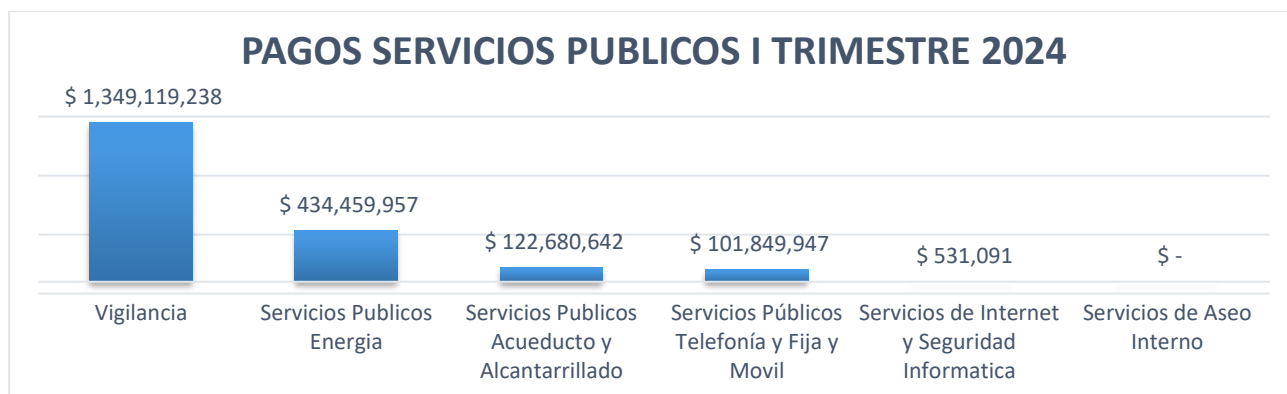 PAGOS SERVICIOS PUBLICOS I TRIMESTRE 2024
$ 1,349,119,238
$ 434,459,957
$ 122,680,642
$ 101,849,947
$ 531,091
$ -
Vigilancia
Servicios Publicos
Energia
Servicios Publicos
Acueducto y
Alcantarrillado
Servicios Públicos
Telefonía y Fija y
Movil
Servicios de Internet
y Seguridad
Informatica
Servicios de Aseo
Interno